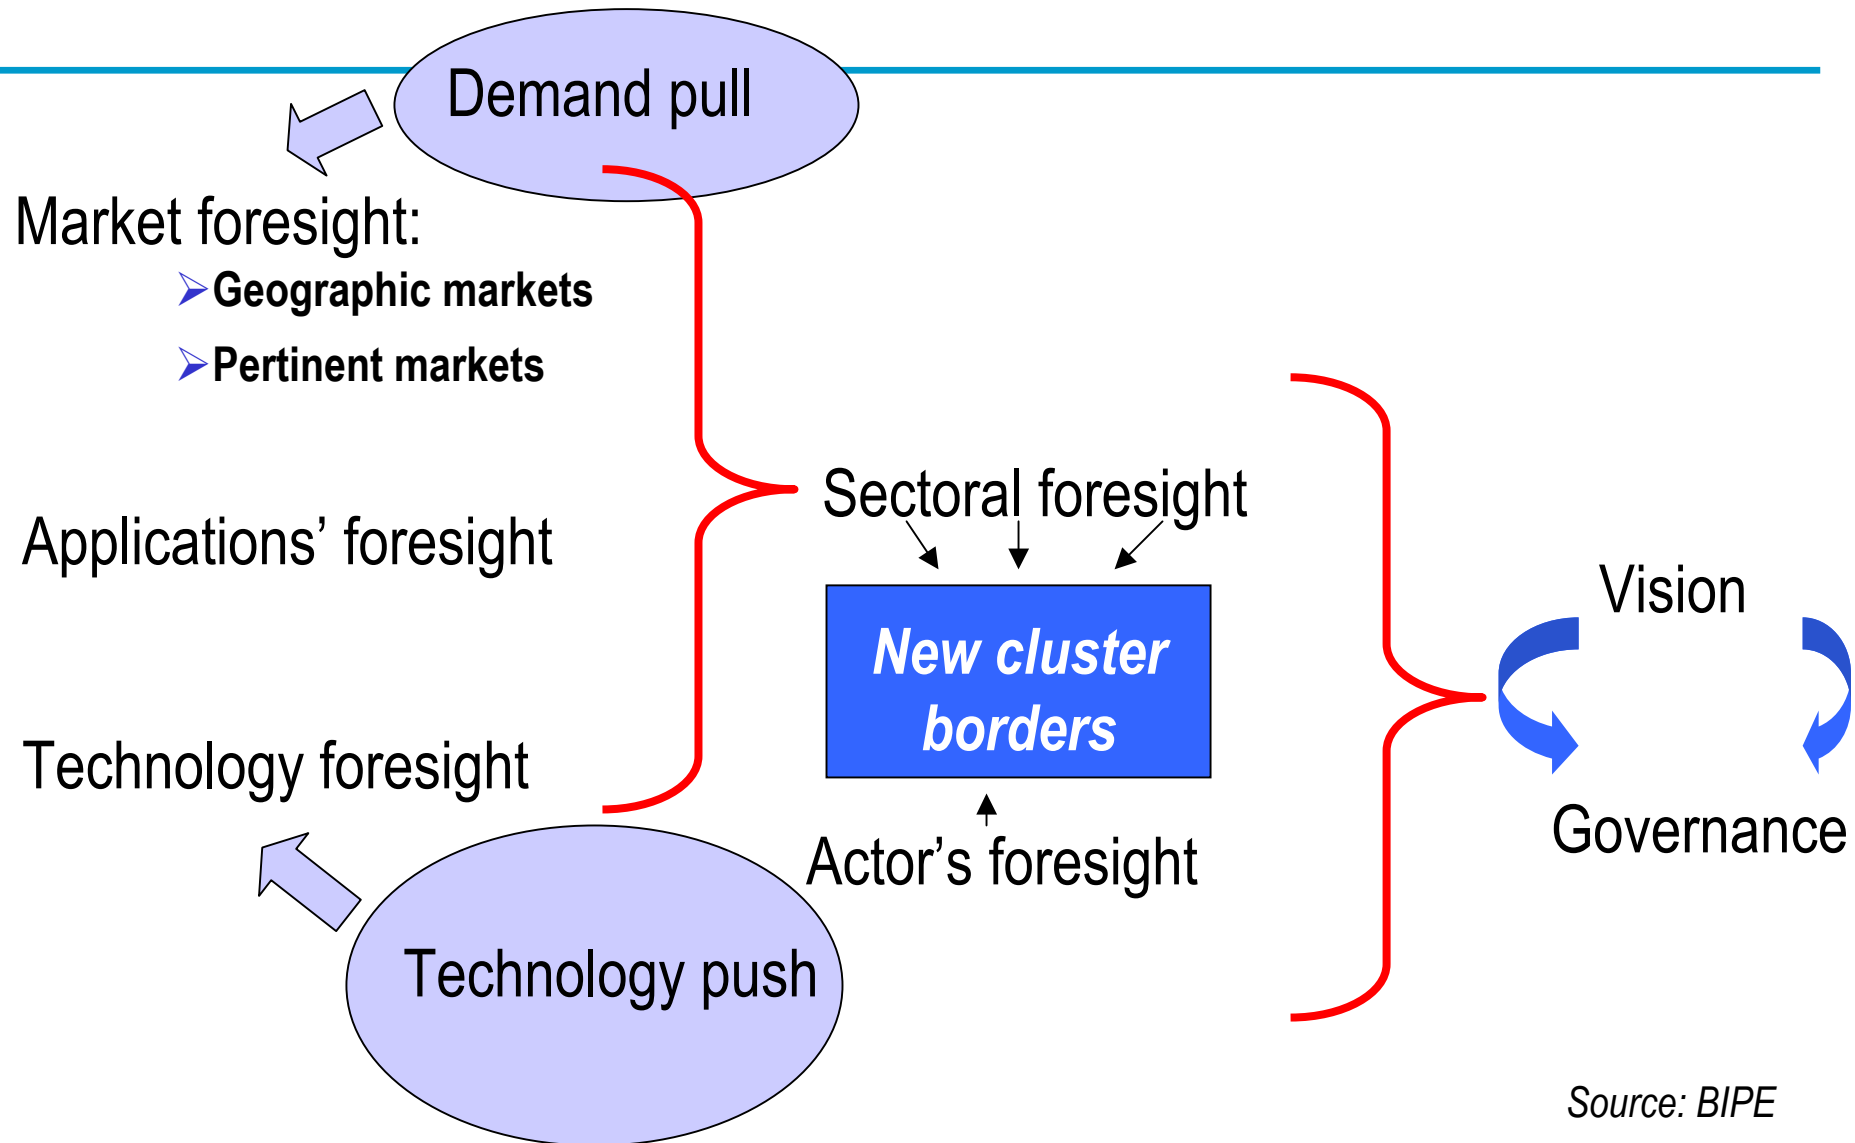 Demand pull
Market foresight:
➢Geographic markets
➢Pertinent markets
Applications’ foresight
Technology foresight
Technology push
Sectoral foresight
New cluster
borders
Actor’s foresight
Vision
Governance
Source: BIPE